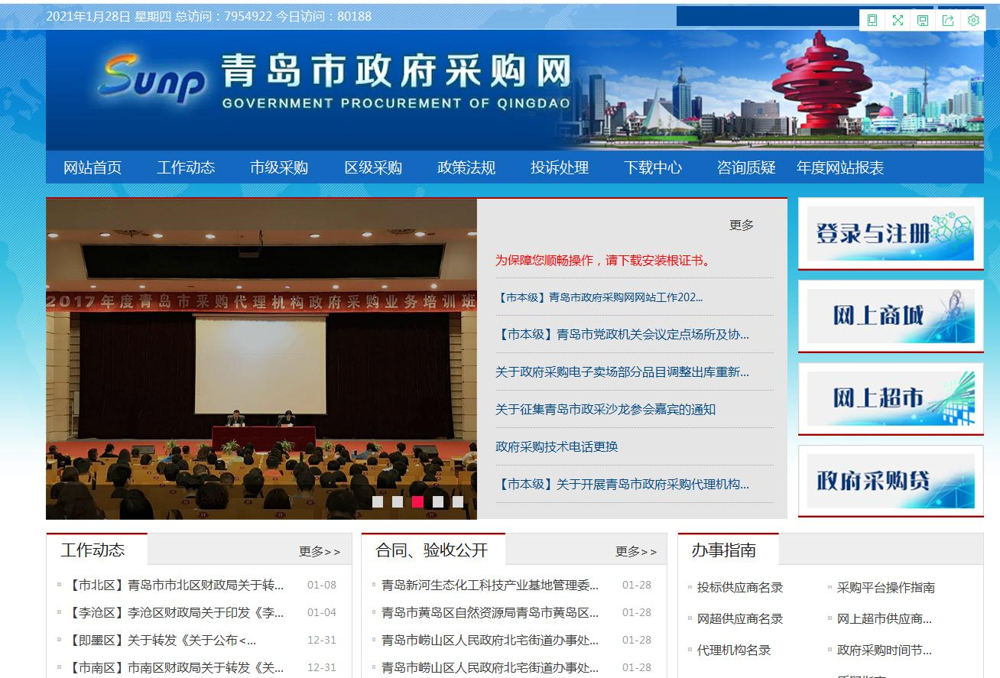 2021年1月28日 星期四 总访问：7954922 今日访问：80188
Sunp 青岛市政府采购网
GOVERNMENT PROCUREMENT OF QINGDAO
网站首页 工作动态 市级采购 区级采购 政策法规 投诉处理 下载中心 咨询质疑 年度网站报表
2017年度青岛市采购代理机构政府采购业务培训班
更多
为保障您顺畅操作，请下载安装根证书。
【市本级】青岛市政府采购网网站工作202...
【市本级】青岛市党政机关会议定点场所及协...
关于政府采购电子卖场部分品目调整出库重新...
关于征集青岛市政采沙龙参会嘉宾的通知
政府采购技术电话更换
【市本级】关于开展青岛市政府采购代理机构...
登录与注册
网上商城
网上超市
政府采购贷
工作动态 更多>>
【市北区】青岛市市北区财政局关于转... 01-08
【李沧区】李沧区财政局关于印发《李... 01-04
【即墨区】关于转发《关于公布<... 12-31
【市南区】市南区财政局关于转发《关... 12-31
合同、验收公开 更多>>
青岛新河生态化工科技产业基地管理委... 01-28
青岛市黄岛区自然资源局青岛市黄岛区... 01-28
青岛市崂山区人民政府北宅街道办事处... 01-28
青岛市崂山区人民政府北宅街道办事处... 01-28
办事指南
投标供应商名录 采购平台操作指南
网超供应商名录 网上超市供应商...
代理机构名录 政府采购时间节...